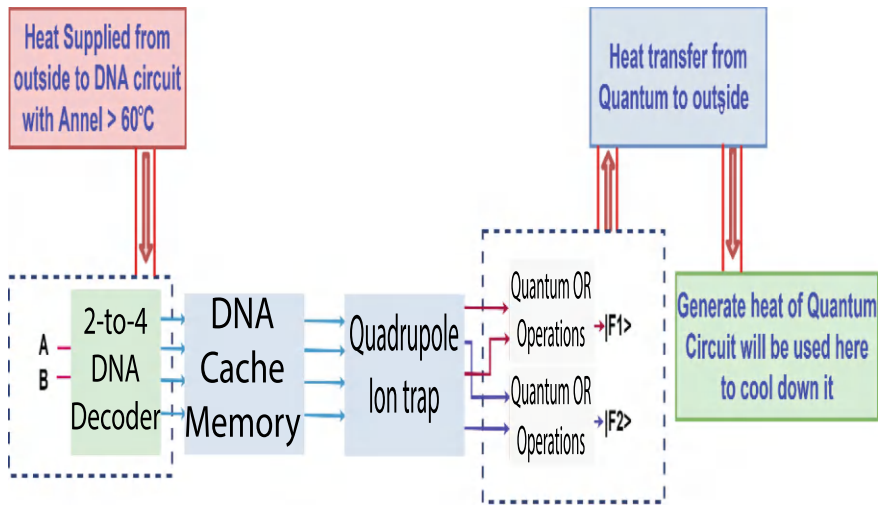 Heat Supplied from
outside to DNA circuit
with Annel > 60°C
Heat transfer from
Quantum to outside
A
B
2-to-4
DNA
Decoder
DNA
Cache
Memory
Quadrupole
Ion trap
Quantum OR
Operations
|F1>
Quantum OR
Operations
|F2>
Generate heat of Quantum
Circuit will be used here
to cool down it